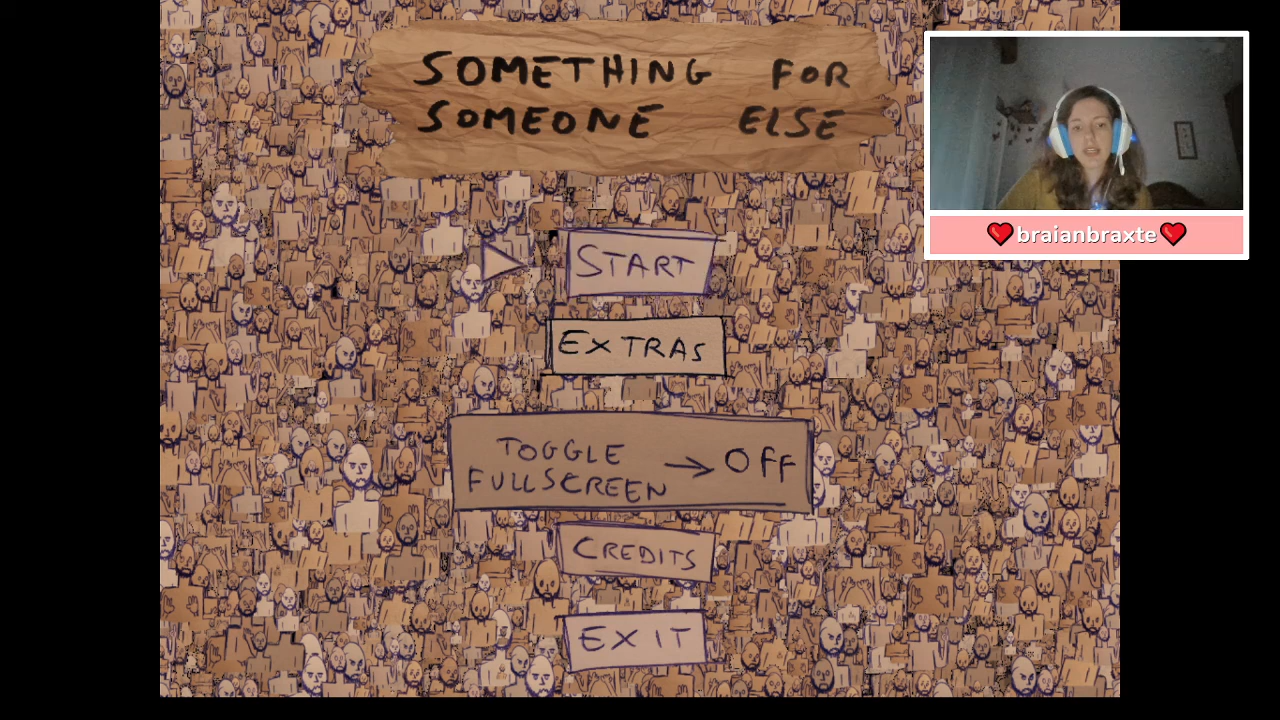 SOMETHING FOR
SOMEONE ELSE
braianbraxte
START
EXTRAS
TOGGLE
FULLSCREEN → OFF
CREDITS
EXIT